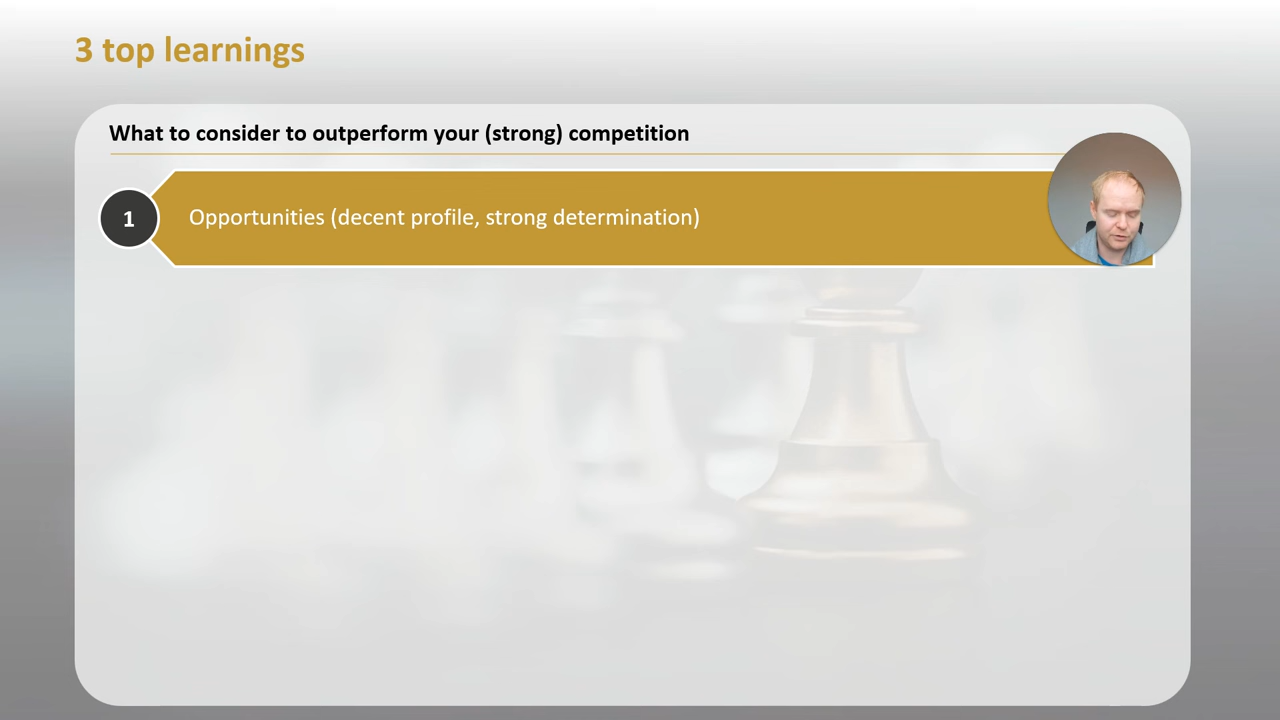 3 top learnings
What to consider to outperform your (strong) competition
1
Opportunities (decent profile, strong determination)